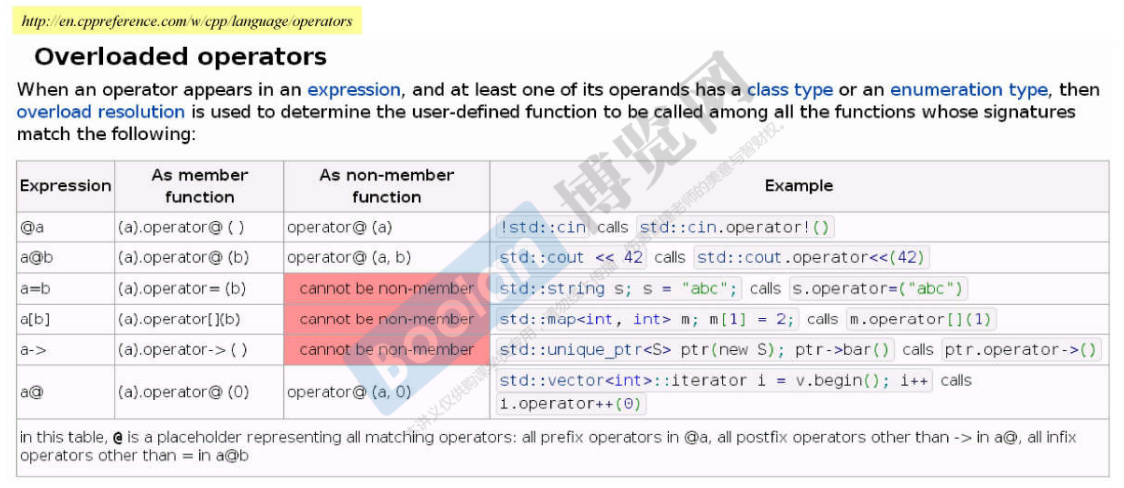 http://en.cppreference.com/w/cpp/language/operators
Overloaded operators
When an operator appears in an expression, and at least one of its operands has a class type or an enumeration type, then
overload resolution is used to determine the user-defined function to be called among all the functions whose signatures
match the following:
Expression As member function As non-member function Example
@a (a).operator@ ( ) operator@ (a) !std::cin calls std::cin.operator!()
a@b (a).operator@ (b) operator@ (a, b) std::cout << 42 calls std::cout.operator<<(42)
a=b (a).operator= (b) cannot be non-member std::string s; s = "abc"; calls s.operator=("abc")
a[b] (a).operator[](b) cannot be non-member std::map<int, int> m; m[1] = 2; calls m.operator[](1)
a-> (a).operator-> ( ) cannot be non-member std::unique_ptr<S> ptr(new S); ptr->bar() calls ptr.operator->()
a@ (a).operator@ (0) operator@ (a, 0) std::vector<int>::iterator i = v.begin(); i++ calls
i.operator++(0)
in this table, @ is a placeholder representing all matching operators: all prefix operators in @a, all postfix operators other than -> in a@, all infix
operators other than = in a@b
Boolan 博览网